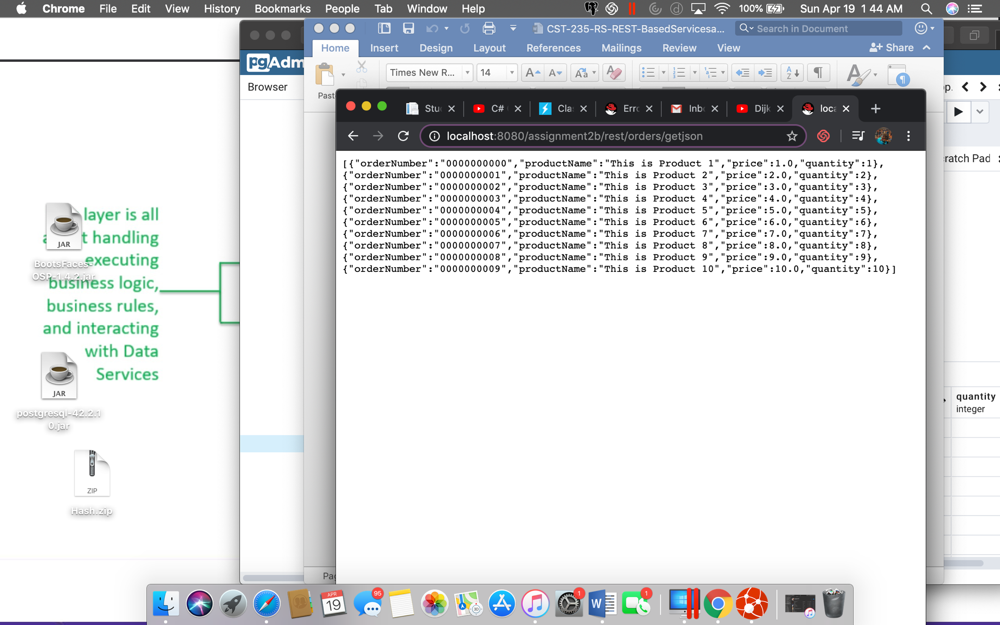 Chrome File Edit View History Bookmarks People Tab Window Help 100% Sun Apr 19 1 44 AM
CST-235-RS-REST-BasedServicesa... Search in Document
Home Insert Design Layout References Mailings Review View Share
pgAdm
Times New R... 14
Browser
Paste
Stu C# Cla Erro Inbo Dijk loca
localhost:8080/assignment2b/rest/orders/getjson
ratch Pad
[{"orderNumber":"0000000000","productName":"This is Product 1","price":1.0,"quantity":1},
{"orderNumber":"0000000001","productName":"This is Product 2","price":2.0,"quantity":2},
{"orderNumber":"0000000002","productName":"This is Product 3","price":3.0,"quantity":3},
{"orderNumber":"0000000003","productName":"This is Product 4","price":4.0,"quantity":4},
{"orderNumber":"0000000004","productName":"This is Product 5","price":5.0,"quantity":5},
{"orderNumber":"0000000005","productName":"This is Product 6","price":6.0,"quantity":6},
{"orderNumber":"0000000006","productName":"This is Product 7","price":7.0,"quantity":7},
{"orderNumber":"0000000007","productName":"This is Product 8","price":8.0,"quantity":8},
{"orderNumber":"0000000008","productName":"This is Product 9","price":9.0,"quantity":9},
{"orderNumber":"0000000009","productName":"This is Product 10","price":10.0,"quantity":10}]
layer is all
t handling
executing
business logic,
business rules,
and interacting
with Data
Services
JAR
BootsFaces-
OSP-1.4.2.jar
JAR
postgresql-42.2.1
0.jar
ZIP
Hash.zip
quantity
integer
Pag
APR
19
95
3D
1
W
1